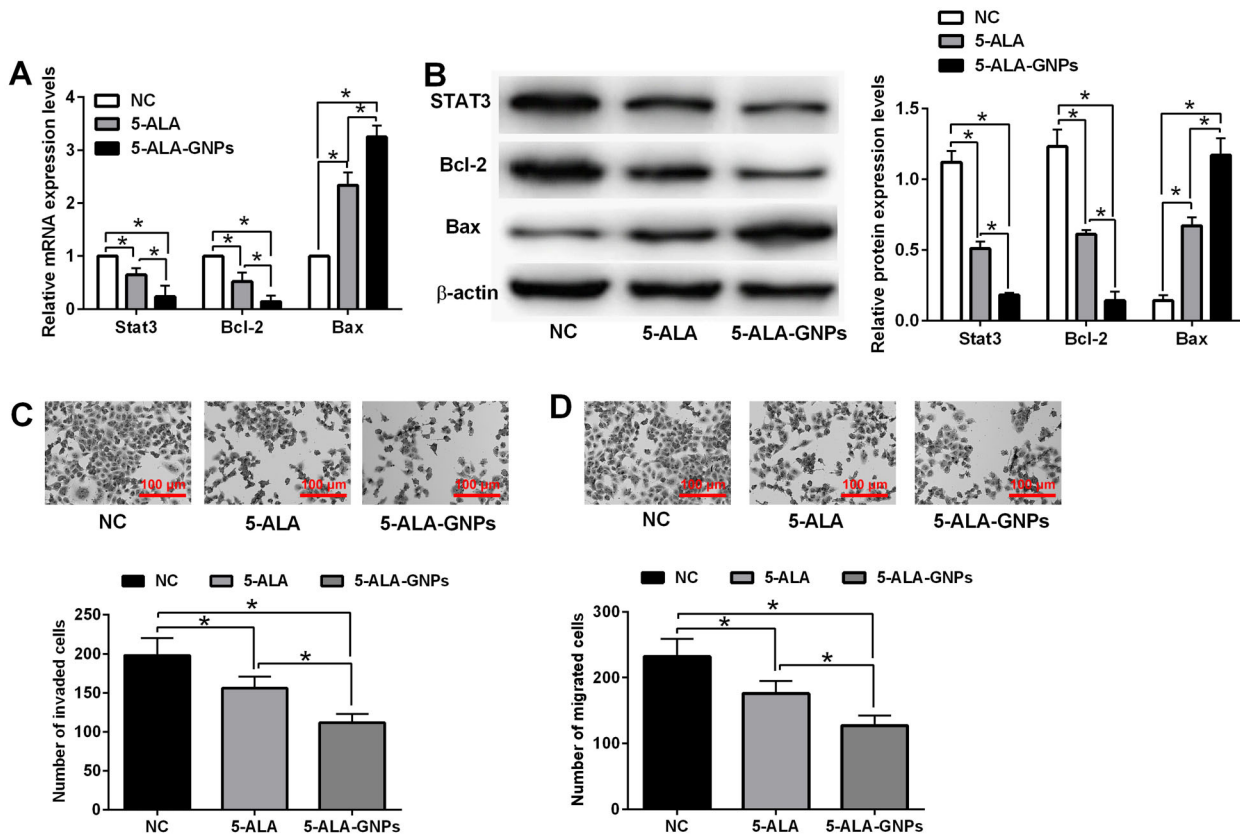 A
Relative mRNA expression levels
NC
5-ALA
5-ALA-GNPs
4
3
2
1
0
* * * * * * * * *
Stat3 Bcl-2 Bax
B
STAT3
Bcl-2
Bax
β-actin
NC 5-ALA 5-ALA-GNPs
NC
5-ALA
5-ALA-GNPs
Relative protein expression levels
1.5
1.0
0.5
0.0
* * * * * * * * *
Stat3 Bcl-2 Bax
C
100 μm 100 μm 100 μm
NC 5-ALA 5-ALA-GNPs
NC 5-ALA 5-ALA-GNPs
Number of invaded cells
250
200
150
100
50
0
* * *
NC 5-ALA 5-ALA-GNPs
D
100 μm 100 μm 100 μm
NC 5-ALA 5-ALA-GNPs
NC 5-ALA 5-ALA-GNPs
Number of migrated cells
300
200
100
0
* * *
NC 5-ALA 5-ALA-GNPs